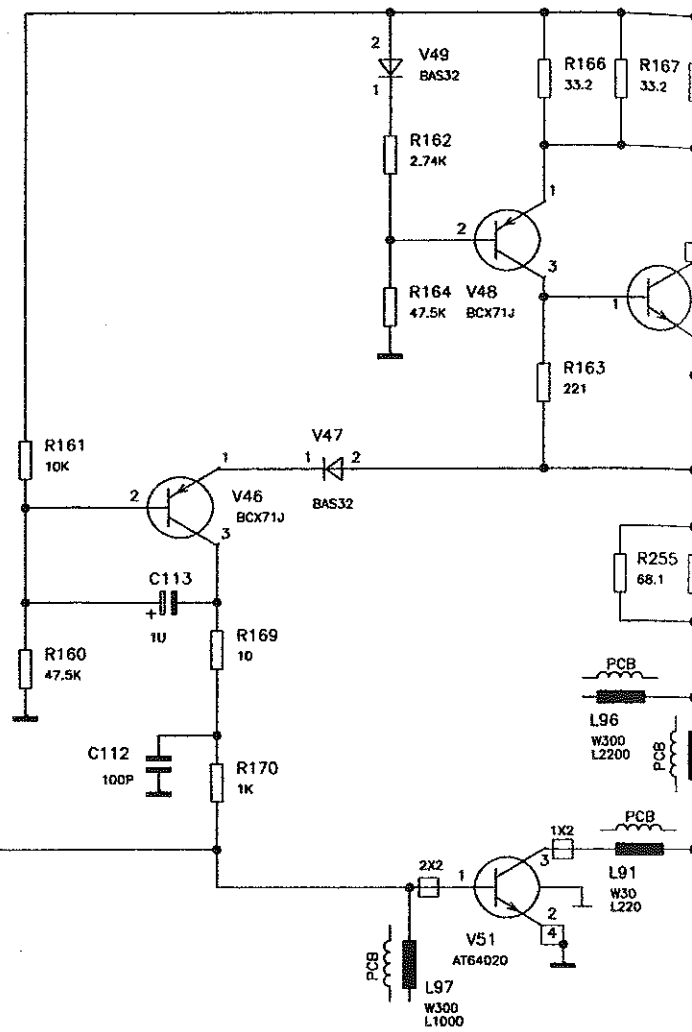 2
V49
BAS32
1
R166
33.2
R167
33.2
R162
2.74K
1
2
3
R164
47.5K
V48
BCX71J
1
R163
221
R161
10K
V47
1
1
2
BAS32
2
V46
BCX71J
3
C113
+
1U
R255
68.1
R169
10
R160
47.5K
PCB
L96
W300
L2200
PCB
C112
100P
R170
1K
PCB
1X2
2X2
1
3
L91
W30
L220
2
4
V51
AT64020
PCB
L97
W300
L1000